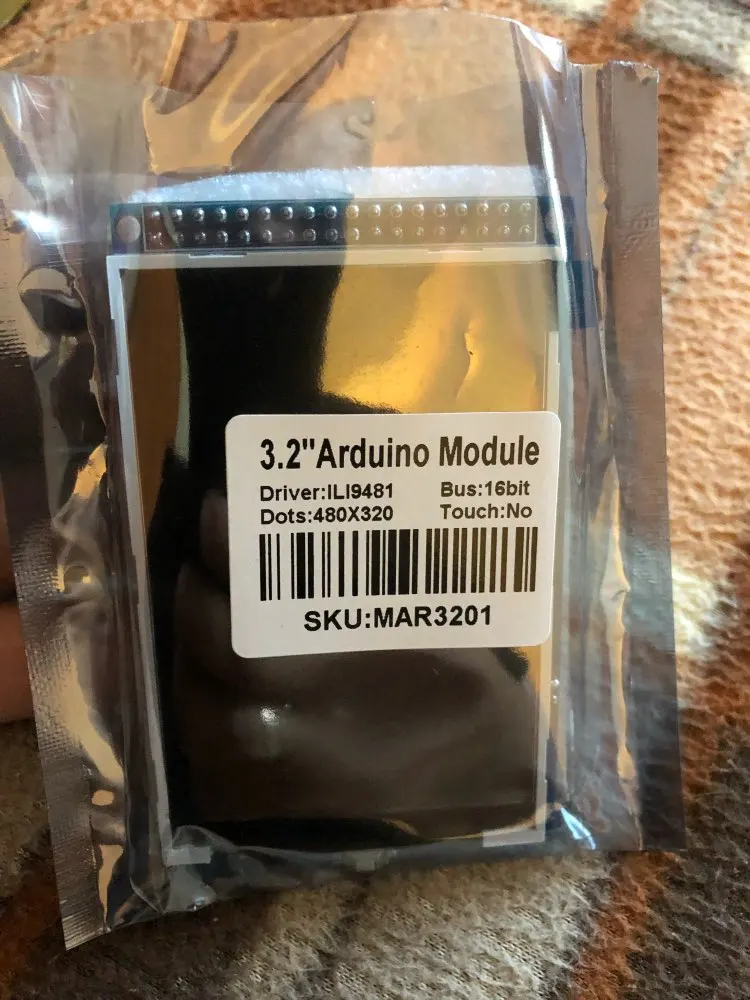 3.2"Arduino Module
Driver:ILI9481 Bus:16bit
Dots:480X320 Touch:No
SKU:MAR3201